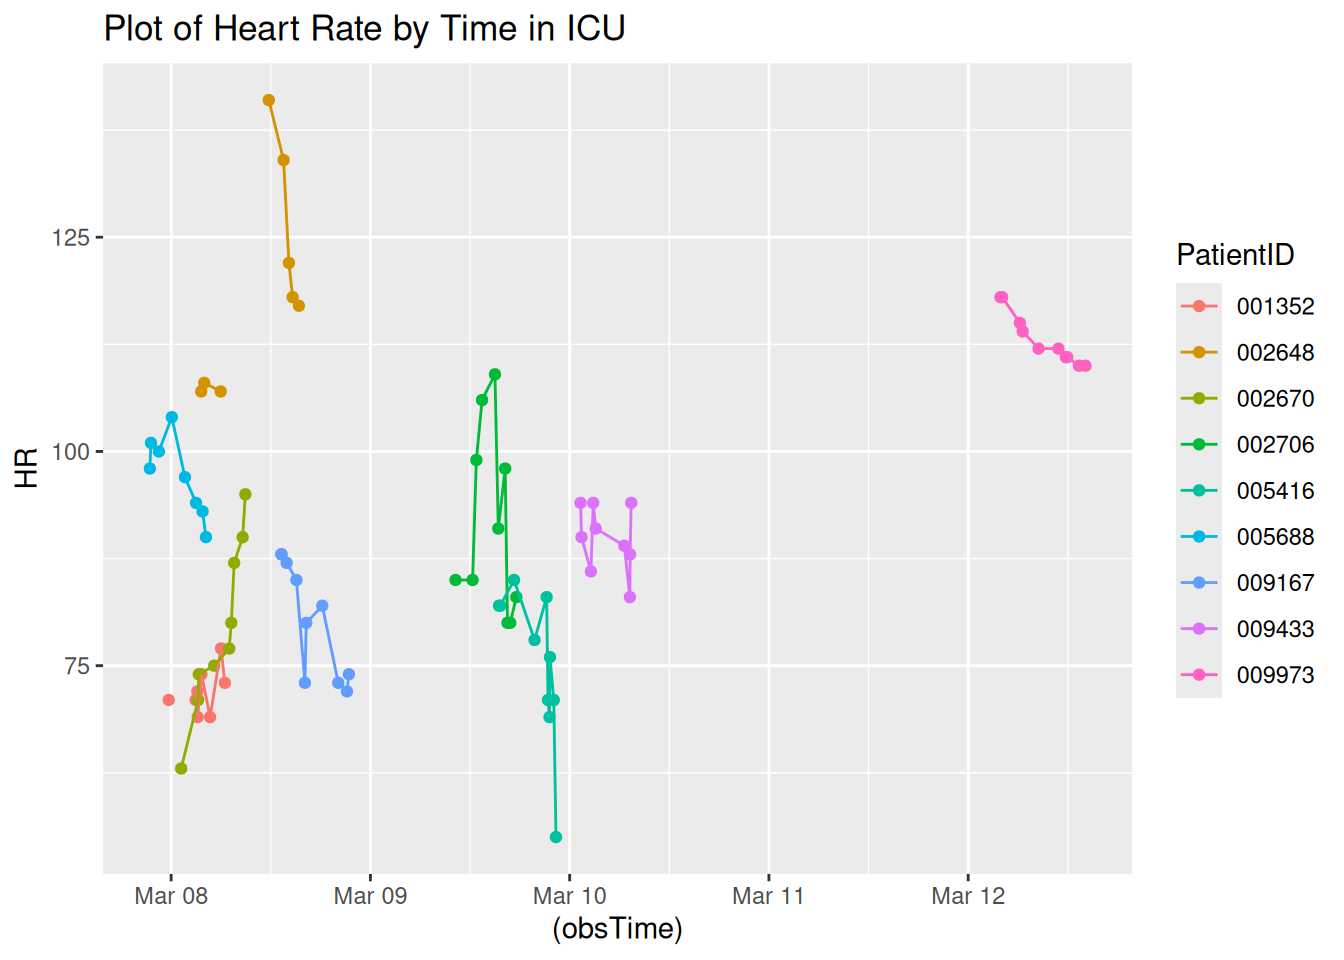 Plot of Heart Rate by Time in ICU
125
100
75
HR
Mar 08
Mar 09
Mar 10
Mar 11
Mar 12
(obsTime)
PatientID
001352
002648
002670
002706
005416
005688
009167
009433
009973